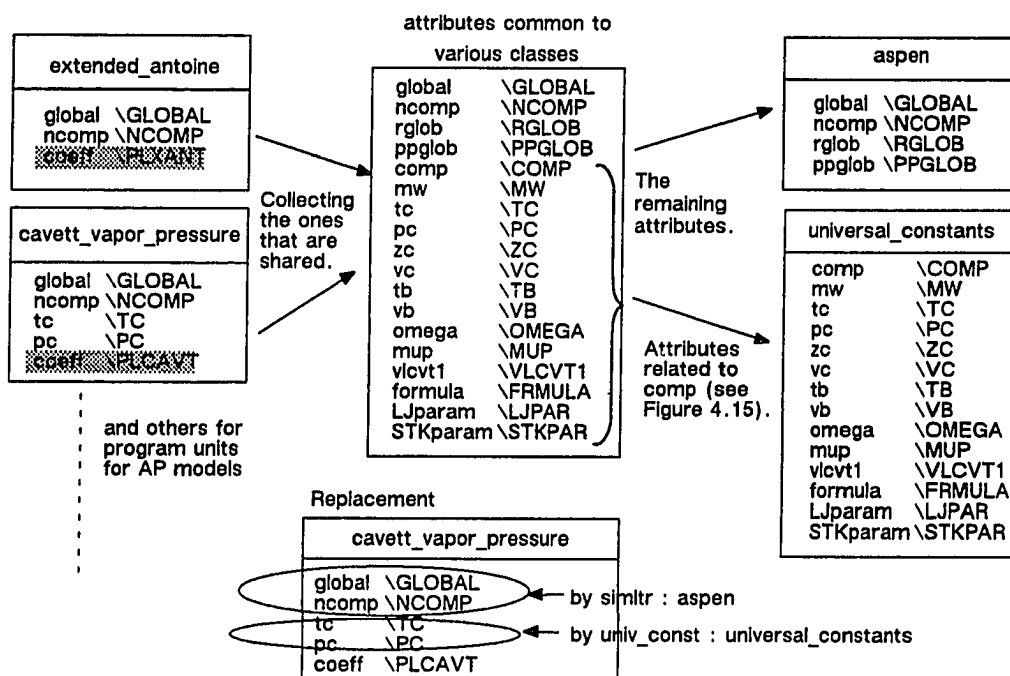 attributes common to
various classes
extended_antoine
global \GLOBAL
ncomp \NCOMP
coeff \PLXANT
cavett_vapor_pressure
global \GLOBAL
ncomp \NCOMP
tc \TC
pc \PC
coeff \PLCAVT
and others for
program units
for AP models
Collecting
the ones
that are
shared.
global \GLOBAL
ncomp \NCOMP
rglob \RGLOB
ppglob \PPGLOB
comp \COMP
mw \MW
tc \TC
pc \PC
zc \ZC
vc \VC
tb \TB
vb \VB
omega \OMEGA
mup \MUP
vlcvt1 \VLCVT1
formula \FRMULA
LJparam \LJPAR
STKparam \STKPAR
The
remaining
attributes.
Attributes
related to
comp (see
Figure 4.15).
aspen
global \GLOBAL
ncomp \NCOMP
rglob \RGLOB
ppglob \PPGLOB
universal_constants
comp \COMP
mw \MW
tc \TC
pc \PC
zc \ZC
vc \VC
tb \TB
vb \VB
omega \OMEGA
mup \MUP
vlcvt1 \VLCVT1
formula \FRMULA
LJparam \LJPAR
STKparam \STKPAR
Replacement
cavett_vapor_pressure
global \GLOBAL
ncomp \NCOMP
tc \TC
pc \PC
coeff \PLCAVT
by simltr : aspen
by univ_const : universal_constants